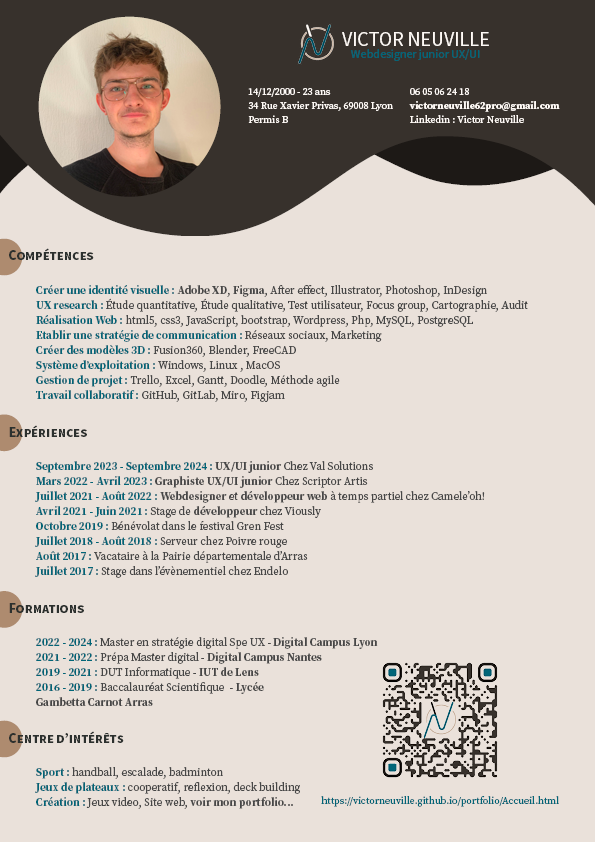 VICTOR NEUVILLE
Webdesigner junior UX/UI
14/12/2000 - 23 ans
34 Rue Xavier Privas, 69008 Lyon
Permis B
06 05 06 24 18
victorneuville62pro@gmail.com
Linkedin : Victor Neuville
COMPÉTENCES
Créer une identité visuelle : Adobe XD, Figma, After effect, Illustrator, Photoshop, InDesign
UX research : Étude quantitative, Étude qualitative, Test utilisateur, Focus group, Cartographie, Audit
Réalisation Web : html5, css3, JavaScript, bootstrap, Wordpress, Php, MySQL, PostgreSQL
Etablir une stratégie de communication : Réseaux sociaux, Marketing
Créer des modèles 3D : Fusion360, Blender, FreeCAD
Système d'exploitation : Windows, Linux , MacOS
Gestion de projet : Trello, Excel, Gantt, Doodle, Méthode agile
Travail collaboratif : GitHub, GitLab, Miro, Figjam
EXPÉRIENCES
Septembre 2023 - Septembre 2024 : UX/UI junior Chez Val Solutions
Mars 2022 - Avril 2023 : Graphiste UX/UI junior Chez Scriptor Artis
Juillet 2021 - Août 2022 : Webdesigner et développeur web à temps partiel chez Camele'oh!
Avril 2021 - Juin 2021 : Stage de développeur chez Viously
Octobre 2019 : Bénévolat dans le festival Gren Fest
Juillet 2018 - Août 2018 : Serveur chez Poivre rouge
Août 2017 : Vacataire à la Pairie départementale d'Arras
Juillet 2017 : Stage dans l'évènementiel chez Endelo
FORMATIONS
2022 - 2024 : Master en stratégie digital Spe UX - Digital Campus Lyon
2021 - 2022 : Prépa Master digital - Digital Campus Nantes
2019 - 2021 : DUT Informatique - IUT de Lens
2016 - 2019 : Baccalauréat Scientifique - Lycée
Gambetta Carnot Arras
CENTRE D'INTÉRÊTS
Sport : handball, escalade, badminton
Jeux de plateaux : cooperatif, reflexion, deck building
Création : Jeux video, Site web, voir mon portfolio...
https://victorneuville.github.io/portfolio/Accueil.html